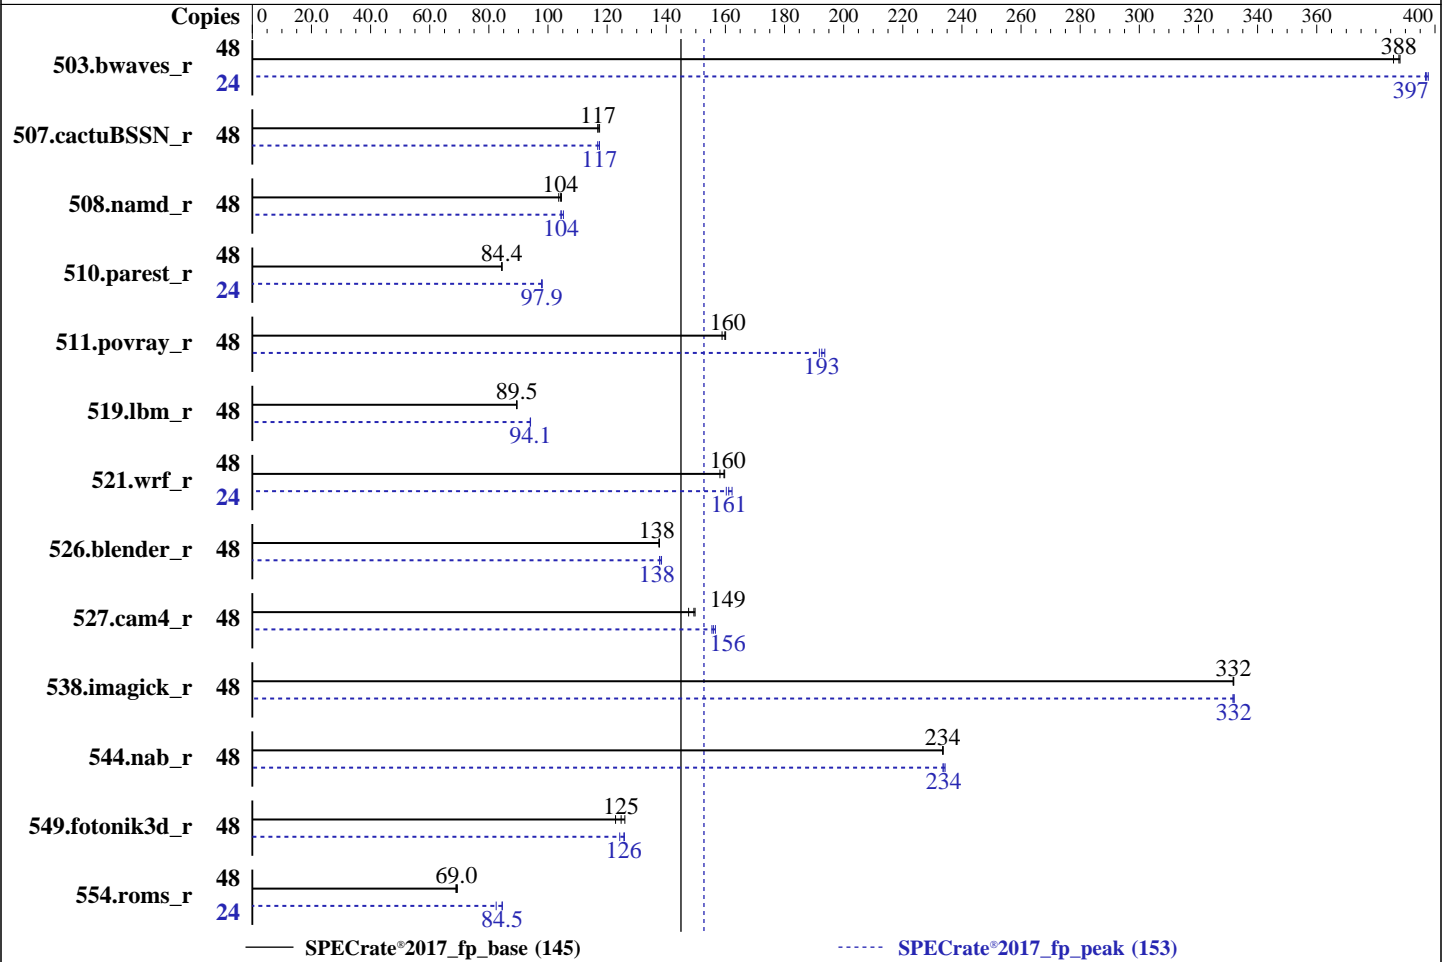 Copies 0 20.0 40.0 60.0 80.0 100 120 140 160 180 200 220 240 260 280 300 320 340 360 400
503.bwaves_r 48 388
24 397
507.cactuBSSN_r 48 117
117
508.namd_r 48 104
104
510.parest_r 48 84.4
24 97.9
511.povray_r 48 160
193
519.lbm_r 48 89.5
94.1
521.wrf_r 48 160
24 161
526.blender_r 48 138
138
527.cam4_r 48 149
156
538.imagick_r 48 332
332
544.nab_r 48 234
234
549.fotonik3d_r 48 125
126
554.roms_r 48 69.0
24 84.5
SPECrate®2017_fp_base (145) SPECrate®2017_fp_peak (153)